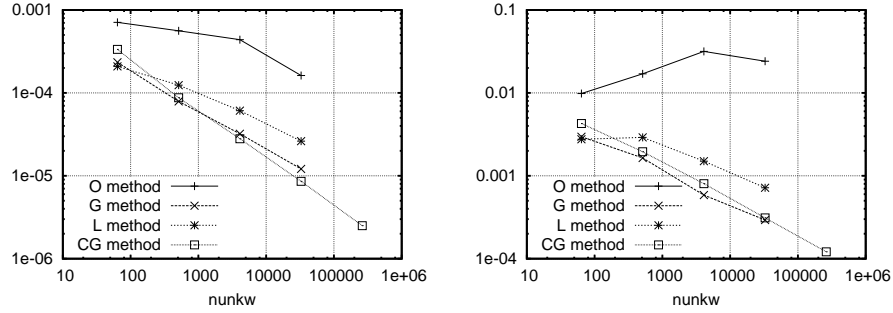 0.001
1e-04
1e-05
1e-06
O method
G method
L method
CG method
10 100 1000 10000 100000 1e+06
nunkw
0.1
0.01
0.001
1e-04
O method
G method
L method
CG method
10 100 1000 10000 100000 1e+06
nunkw